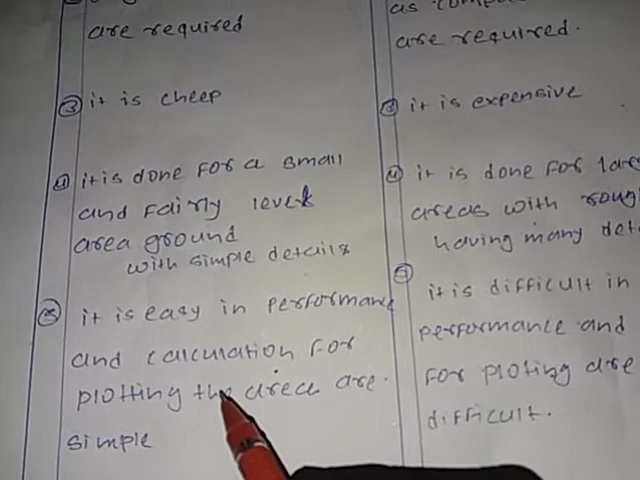 are required
③ it is cheep
④ it is done for a small
and fairly level
area ground
with simple details
⑤ it is easy in performance
and calculation for
plotting the area are
simple
as
are required.
③ it is expensive
④ it is done for
areas with
having many
⑤ it is difficult in
performance and
for ploting are
difficult.